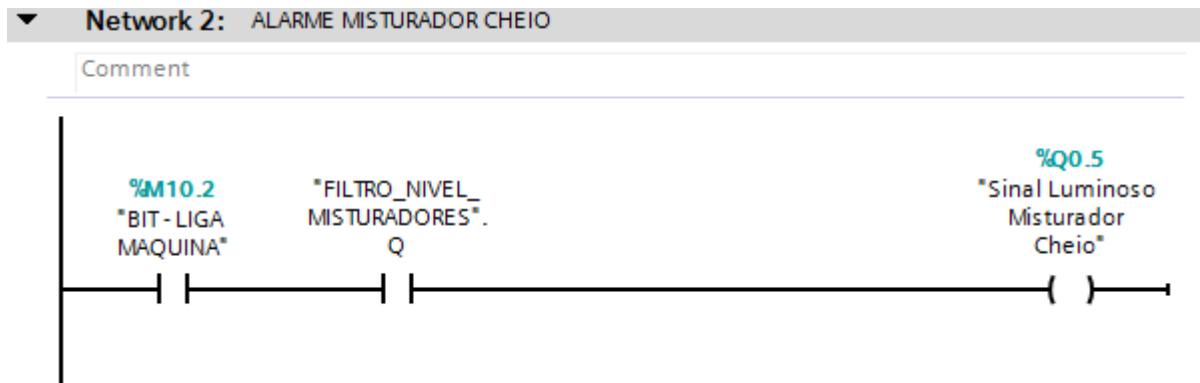 Network 2: ALARME MISTURADOR CHEIO
Comment
%M10.2
"BIT - LIGA
MAQUINA"
"FILTRO_NIVEL_
MISTURADORES".
Q
%Q0.5
"Sinal Luminoso
Misturador
Cheio"